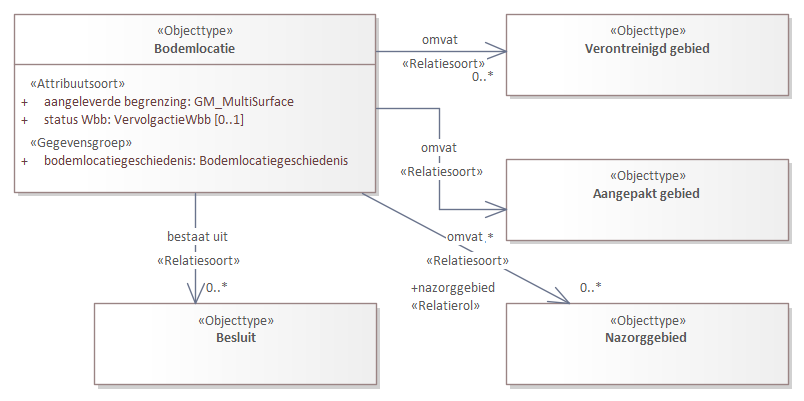 «Objecttype»
Bodemlocatie
«Attribuutsoort»
+ aangeleverde begrenzing: GM_MultiSurface
+ status Wbb: VervolgactieWbb [0..1]
«Gegevensgroep»
+ bodemlocatiegeschiedenis: Bodemlocatiegeschiedenis
omvat
«Relatiesoort»
0..*
«Objecttype»
Verontreinigd gebied
omvat
«Relatiesoort»
«Objecttype»
Aangepakt gebied
bestaat uit
«Relatiesoort»
0..*
omvat .*
«Relatiesoort»
+nazorggebied
«Relatierol»
0..*
«Objecttype»
Besluit
«Objecttype»
Nazorggebied